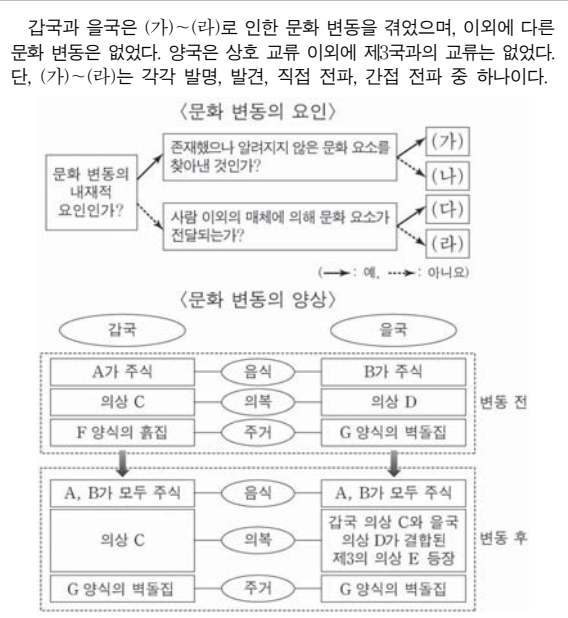 갑국과 을국은 (가)~(라)로 인한 문화 변동을 겪었으며, 이외에 다른
문화 변동은 없었다. 양국은 상호 교류 이외에 제3국과의 교류는 없었다.
단, (가)~(라)는 각각 발명, 발견, 직접 전파, 간접 전파 중 하나이다.
〈문화 변동의 요인〉
문화 변동의
내재적
요인인가?
존재했으나 알려지지 않은 문화 요소를
찾아낸 것인가?
(가)
(나)
사람 이외의 매체에 의해 문화 요소가
전달되는가?
(다)
(라)
(→: 예, ⇢: 아니요)
〈문화 변동의 양상〉
갑국
을국
A가 주식
음식
B가 주식
의상 C
의복
의상 D
변동 전
F 양식의 흙집
주거
G 양식의 벽돌집
A, B가 모두 주식
음식
A, B가 모두 주식
의상 C
의복
갑국 의상 C와 을국
의상 D가 결합된
제3의 의상 E 등장
변동 후
G 양식의 벽돌집
주거
G 양식의 벽돌집